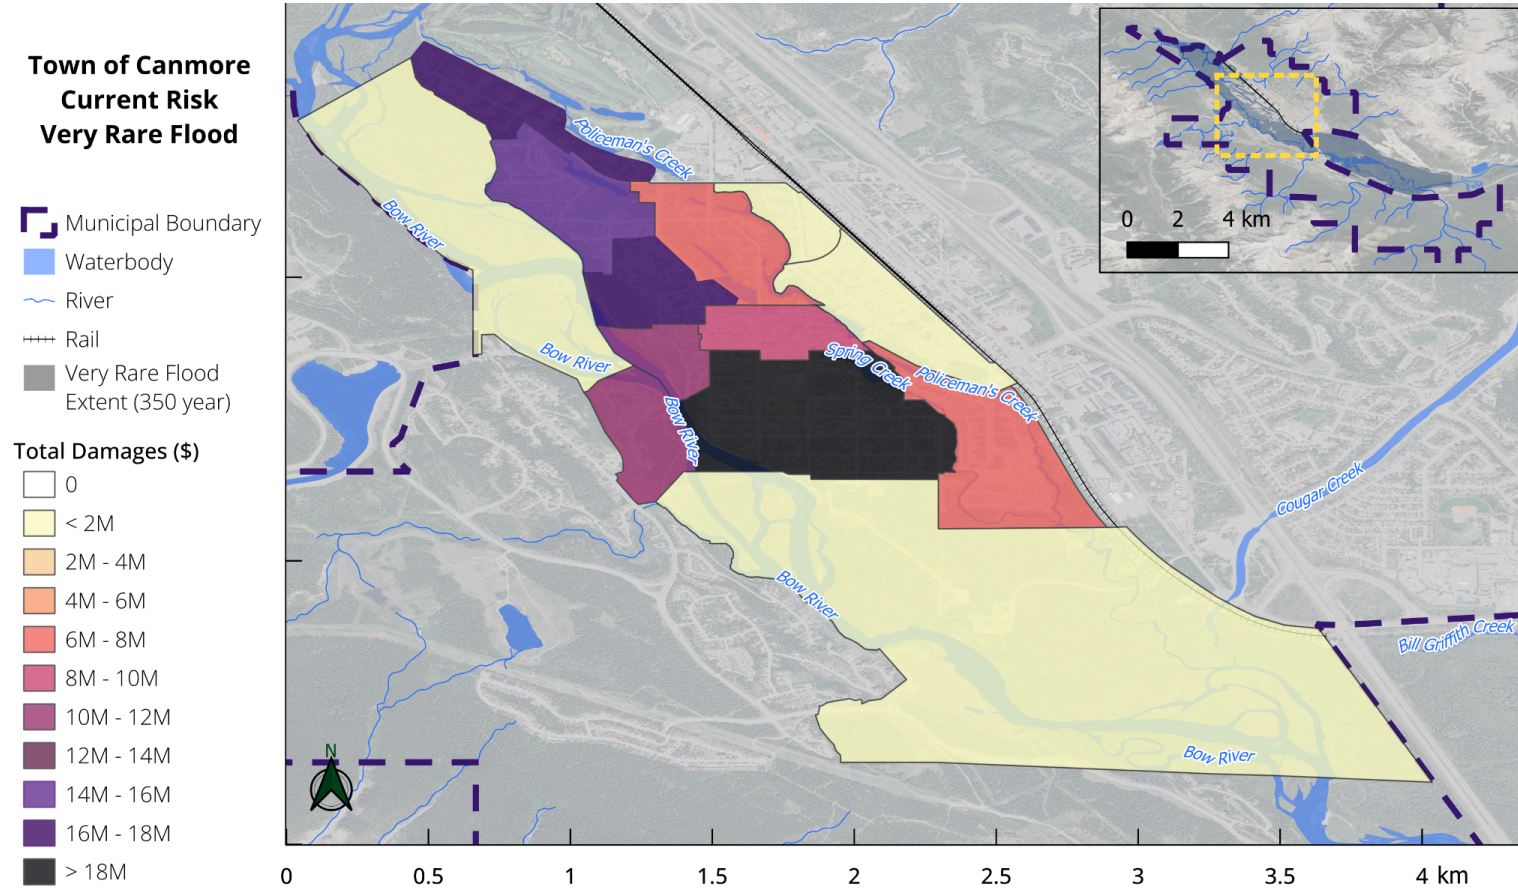 Town of Canmore
Current Risk
Very Rare Flood
Municipal Boundary
Waterbody
River
Rail
Very Rare Flood
Extent (350 year)
Total Damages ($)
0
< 2M
2M - 4M
4M - 6M
6M - 8M
8M - 10M
10M - 12M
12M - 14M
14M - 16M
16M - 18M
> 18M
N
Policeman's Creek
Bow River
Bow River
Spring Creek
Policeman's Creek
Bow River
Cougar Creek
Bow River
Bill Griffith Creek
Bow River
0 2 4 km
0 0.5 1 1.5 2 2.5 3 3.5 4 km